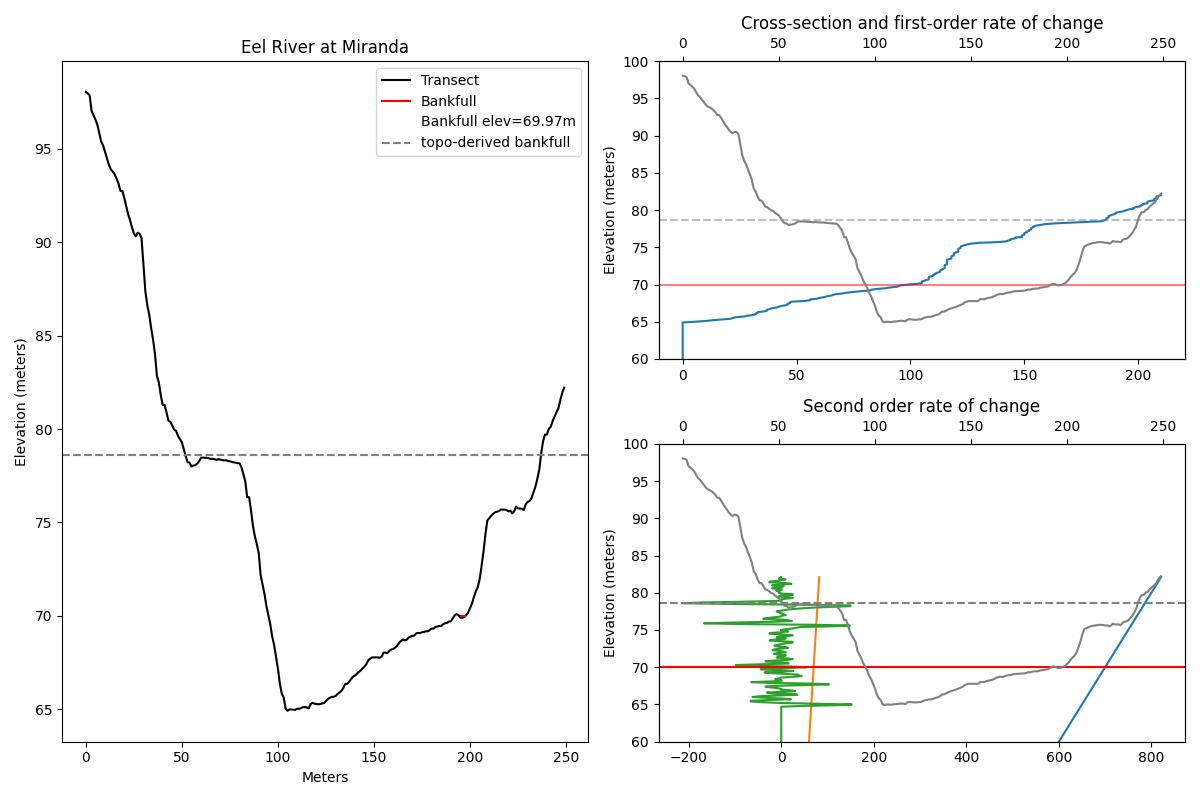 Eel River at Miranda
Transect
Bankfull
Bankfull elev=69.97m
topo-derived bankfull
95
90
85
80
75
70
65
Elevation (meters)
0 50 100 150 200 250
Meters
Cross-section and first-order rate of change
0 50 100 150 200 250
100
95
90
85
80
75
70
65
60
Elevation (meters)
0 50 100 150 200
Second order rate of change
0 50 100 150 200 250
100
95
90
85
80
75
70
65
60
Elevation (meters)
−200 0 200 400 600 800